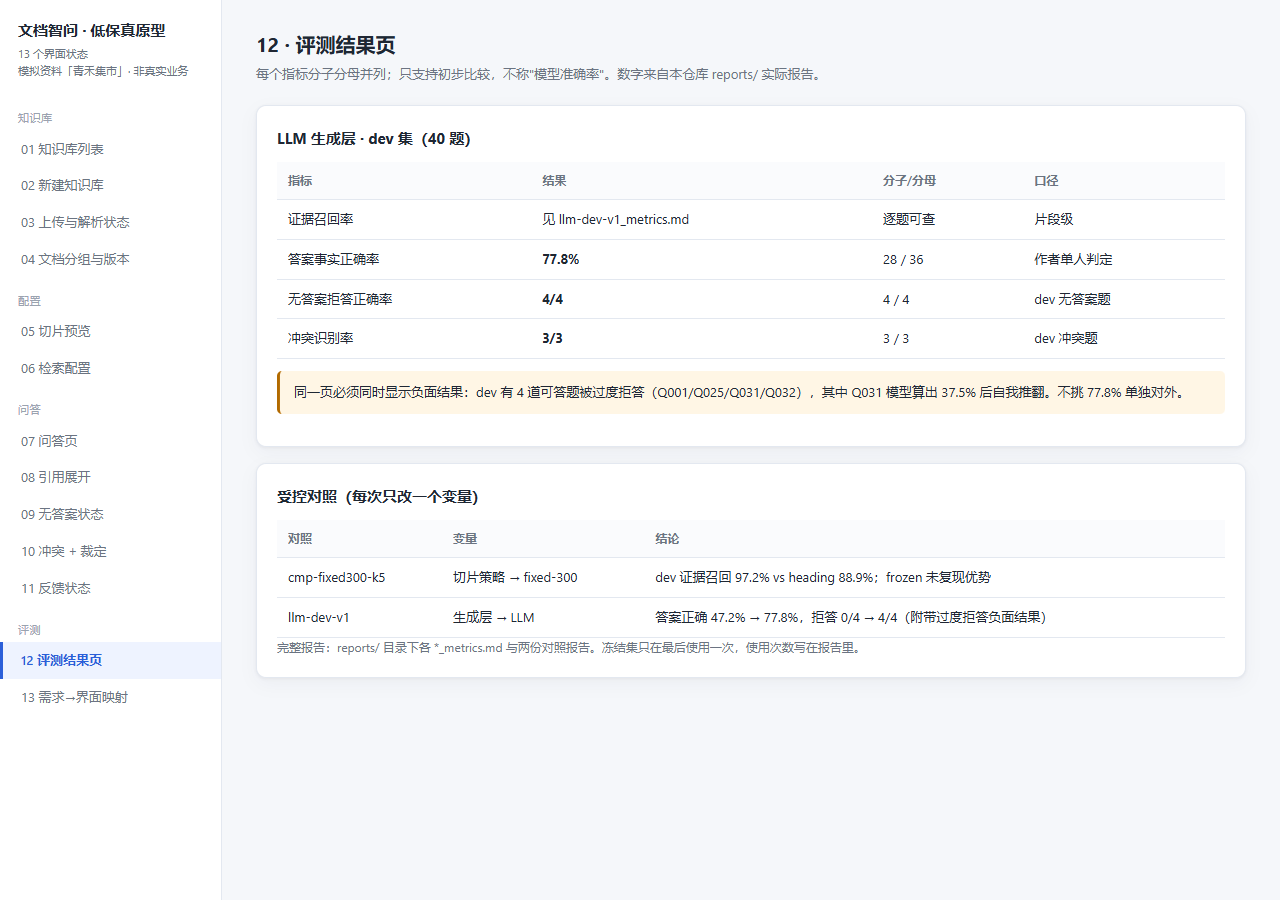 文档智问 · 低保真原型
13 个界面状态
模拟资料「青禾集市」· 非真实业务
知识库
01 知识库列表
02 新建知识库
03 上传与解析状态
04 文档分组与版本
配置
05 切片预览
06 检索配置
问答
07 问答页
08 引用展开
09 无答案状态
10 冲突 + 裁定
11 反馈状态
评测
12 评测结果页
13 需求→界面映射
12 · 评测结果页
每个指标分子分母并列；只支持初步比较，不称"模型准确率"。数字来自本仓库 reports/ 实际报告。
LLM 生成层 · dev 集（40 题）
指标 结果 分子/分母 口径
证据召回率 见 llm-dev-v1_metrics.md 逐题可查 片段级
答案事实正确率 77.8% 28 / 36 作者单人判定
无答案拒答正确率 4/4 4 / 4 dev 无答案题
冲突识别率 3/3 3 / 3 dev 冲突题
同一页必须同时显示负面结果：dev 有 4 道可答题被过度拒答（Q001/Q025/Q031/Q032），其中 Q031 模型算出 37.5% 后自我推翻。不挑 77.8% 单独对外。
受控对照（每次只改一个变量）
对照 变量 结论
cmp-fixed300-k5 切片策略 → fixed-300 dev 证据召回 97.2% vs heading 88.9%；frozen 未复现优势
llm-dev-v1 生成层 → LLM 答案正确 47.2% → 77.8%，拒答 0/4 → 4/4（附带过度拒答负面结果）
完整报告：reports/ 目录下各 *_metrics.md 与两份对照报告。冻结集只在最后使用一次，使用次数写在报告里。